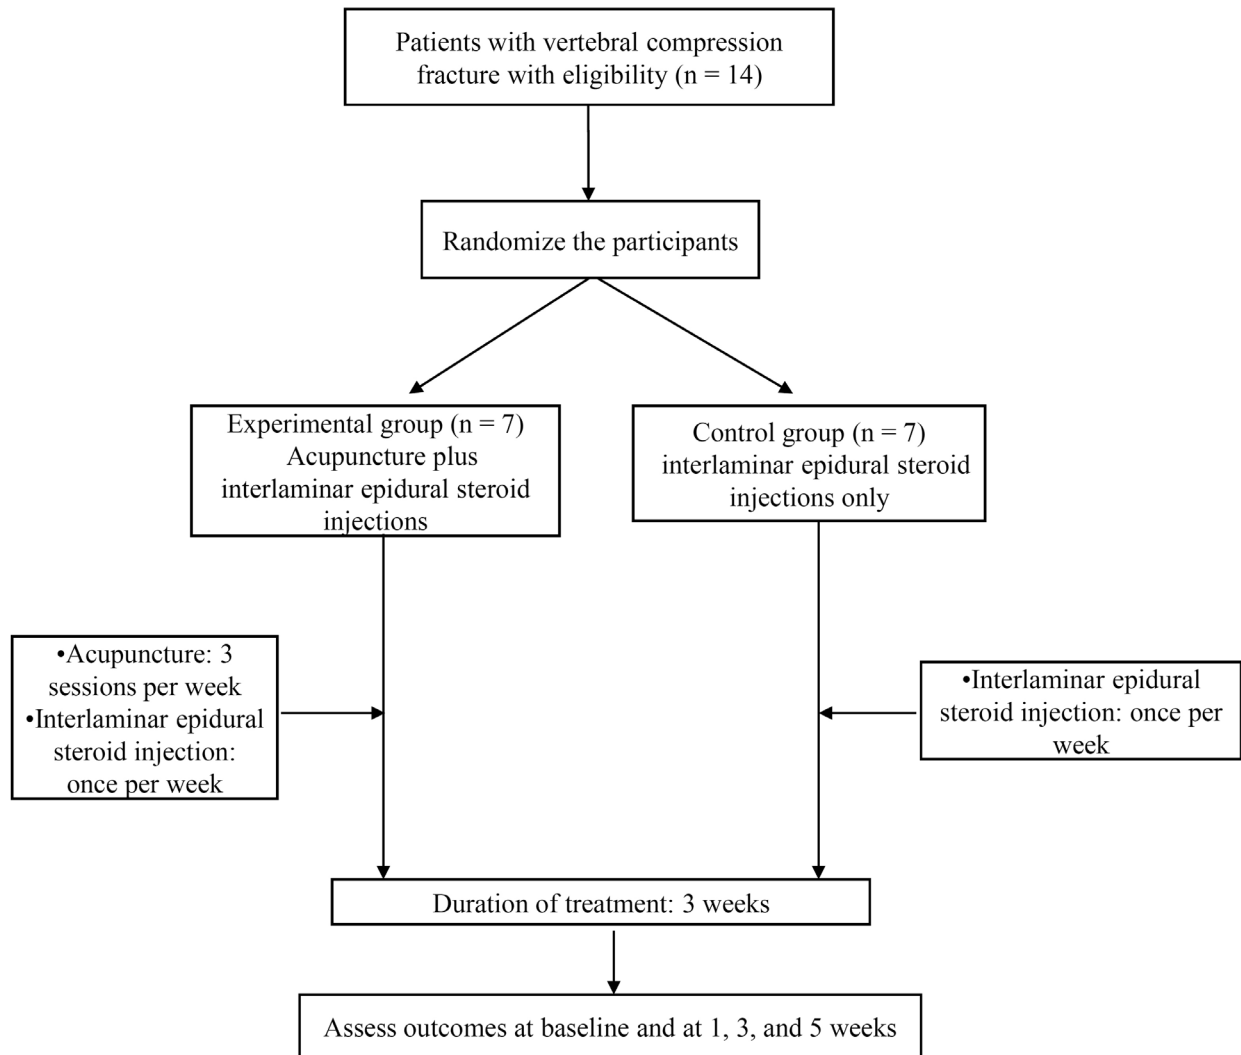 Patients with vertebral compression
fracture with eligibility (n = 14)
Randomize the participants
Experimental group (n = 7)
Acupuncture plus
interlaminar epidural steroid
injections
Control group (n = 7)
interlaminar epidural steroid
injections only
•Acupuncture: 3
sessions per week
•Interlaminar epidural
steroid injection:
once per week
•Interlaminar epidural
steroid injection: once per
week
Duration of treatment: 3 weeks
Assess outcomes at baseline and at 1, 3, and 5 weeks